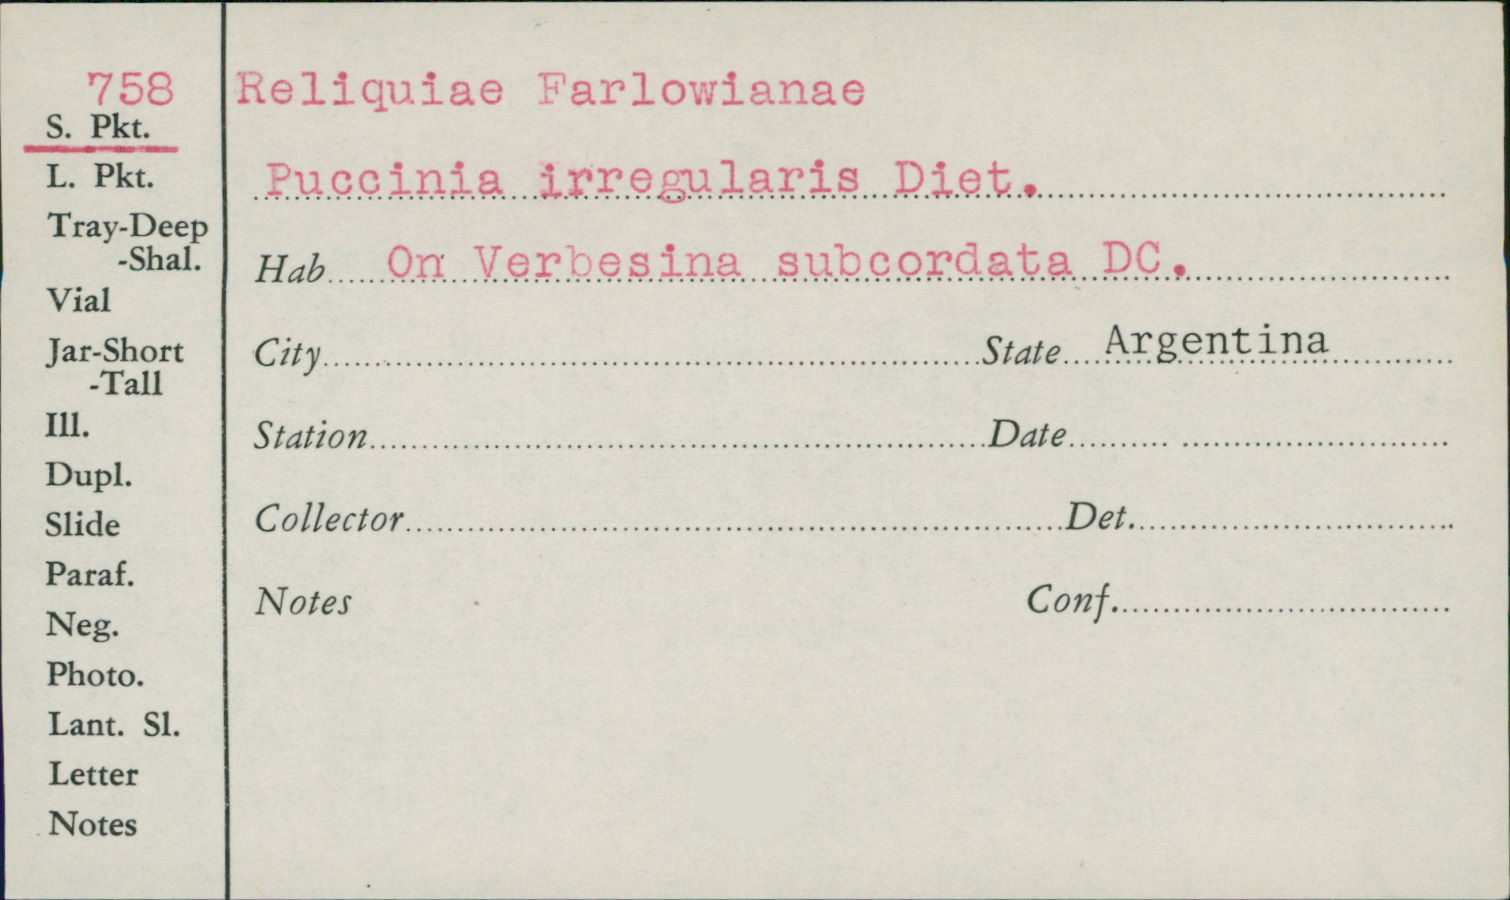 758
S. Pkt.
L. Pkt.
Tray-Deep
-Shal.
Vial
Jar-Short
-Tall
Ill.
Dupl.
Slide
Paraf.
Neg.
Photo.
Lant. Sl.
Letter
Notes
Reliquiae Farlowianae
Puccinia irregularis Diet.
Hab On Verbesina subcordata DC.
City State Argentina
Station Date
Collector Det.
Notes Conf.